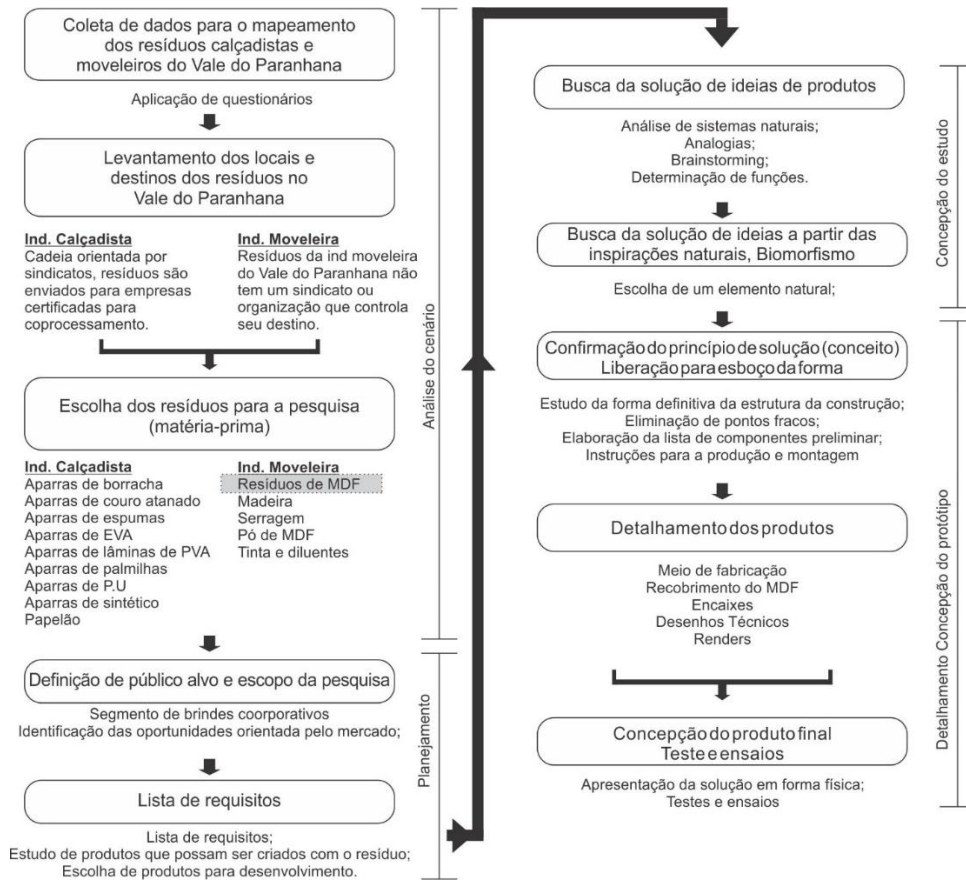 Coleta de dados para o mapeamento
dos resíduos calçadistas e
moveleiros do Vale do Paranhana
Aplicação de questionários
Levantamento dos locais e
destinos dos resíduos no
Vale do Paranhana
Ind. Calçadista
Cadeia orientada por
sindicatos, resíduos são
enviados para empresas
certificadas para
coprocessamento.
Ind. Moveleira
Resíduos da ind moveleira
do Vale do Paranhana não
tem um sindicato ou
organização que controla
seu destino.
Escolha dos resíduos para a pesquisa
(matéria-prima)
Ind. Calçadista
Aparras de borracha
Aparras de couro atanado
Aparras de espumas
Aparras de EVA
Aparras de lâminas de PVA
Aparras de palmilhas
Aparras de P.U
Aparras de sintético
Papelão
Ind. Moveleira
Resíduos de MDF
Madeira
Serragem
Pó de MDF
Tinta e diluentes
Análise do cenário
Definição de público alvo e escopo da pesquisa
Segmento de brindes coorporativos
Identificação das oportunidades orientada pelo mercado;
Lista de requisitos
Lista de requisitos;
Estudo de produtos que possam ser criados com o resíduo;
Escolha de produtos para desenvolvimento.
Planejamento
Busca da solução de ideias de produtos
Análise de sistemas naturais;
Analogias;
Brainstorming;
Determinação de funções.
Busca da solução de ideias a partir das
inspirações naturais, Biomorfismo
Escolha de um elemento natural;
Concepção do estudo
Confirmação do princípio de solução (conceito)
Liberação para esboço da forma
Estudo da forma definitiva da estrutura da construção;
Eliminação de pontos fracos;
Elaboração da lista de componentes preliminar;
Instruções para a produção e montagem
Detalhamento dos produtos
Meio de fabricação
Recobrimento do MDF
Encaixes
Desenhos Técnicos
Renders
Concepção do produto final
Teste e ensaios
Apresentação da solução em forma física;
Testes e ensaios
Detalhamento Concepção do protótipo